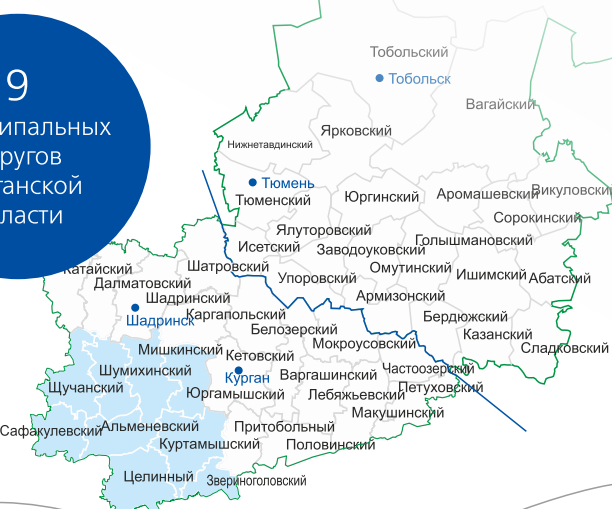 9
ипальных
ругов
ганской
ласти
Тобольский
Тобольск
Вагайский
Ярковский
Нижнетавдинский
Тюмень
Тюменский
Юргинский
Аромашевский
Викуловский
Сорокинский
Ялуторовский
Исетский
Заводоуковский
Голышмановский
Шатровский
Упоровский
Омутинский
Ишимский
Абатский
Армизонский
Катайский
Далматовский
Шадринский
Шадринск
Каргапольский
Белозерский
Мокроусовский
Бердюжский
Казанский
Сладковский
Мишкинский
Кетовский
Шумихинский
Курган
Варгашинский
Частоозерский
Щучанский
Юргамышский
Лебяжьевский
Петуховский
Макушинский
Сафакулевский
Альменевский
Притобольный
Куртамышский
Половинский
Целинный
Звериноголовский